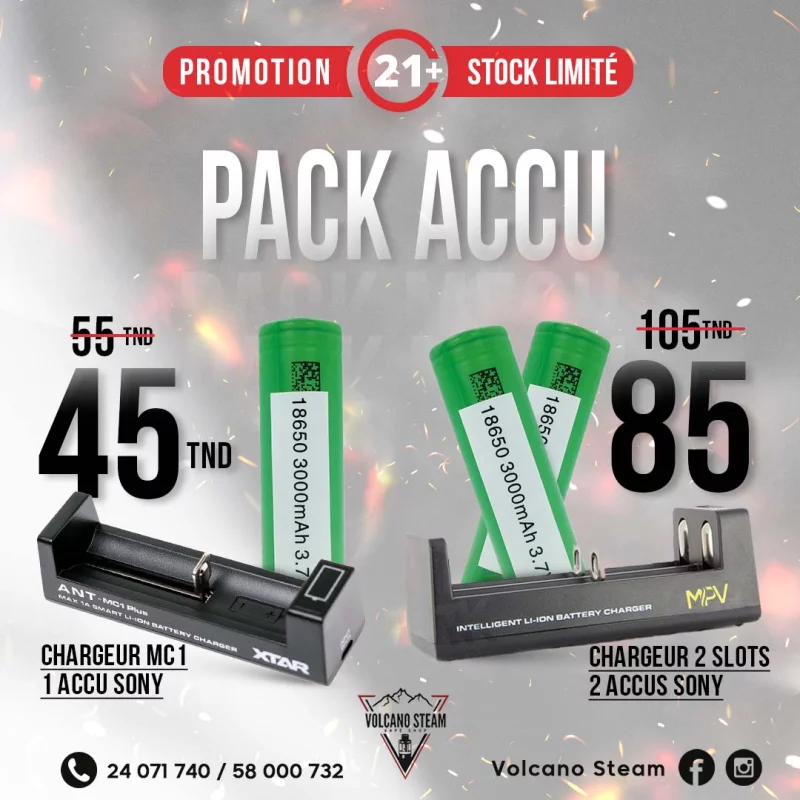 PROMOTION 21+ STOCK LIMITÉ
PACK ACCU
55 TND
45 TND
105 TND
85
18650 3000mAh 3.7
18650 3000mAh 3.7
1865
ANT-MC1 Plus
MAX 1A SMART LI-ION BATTERY CHARGER
XTAR
INTELLIGENT LI-ION BATTERY CHARGER
MPV
CHARGEUR MC1
1 ACCU SONY
CHARGEUR 2 SLOTS
2 ACCUS SONY
VOLCANO STEAM
VAPE SHOP
24 071 740 / 58 000 732
Volcano Steam